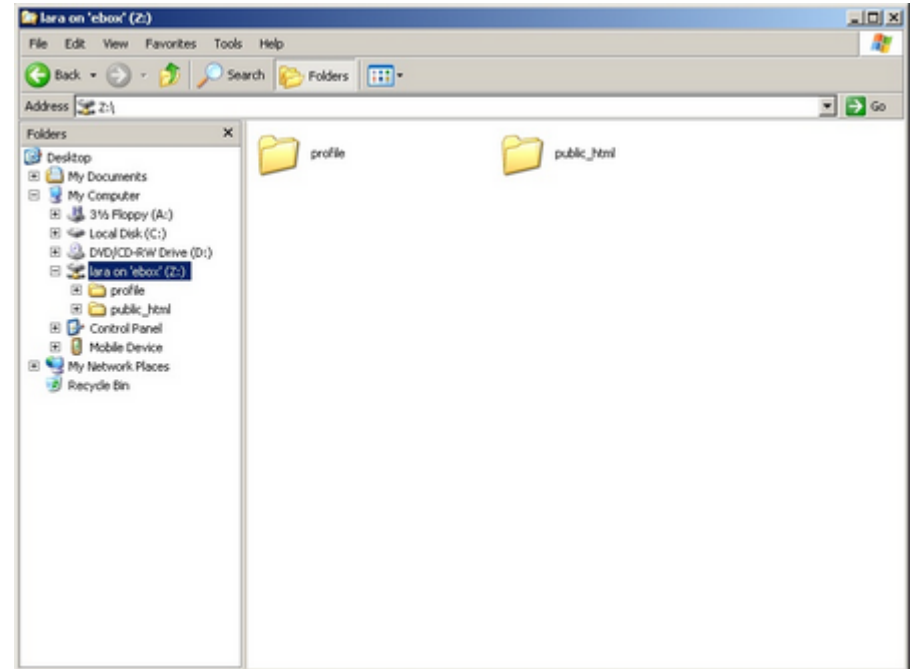 lara on 'ebox' (Z:)
File Edit View Favorites Tools Help
Back Search Folders
Address Z:\ Go
Folders
Desktop
My Documents
My Computer
3½ Floppy (A:)
Local Disk (C:)
DVD/CD-RW Drive (D:)
lara on 'ebox' (Z:)
profile
public_html
Control Panel
Mobile Device
My Network Places
Recycle Bin
profile public_html